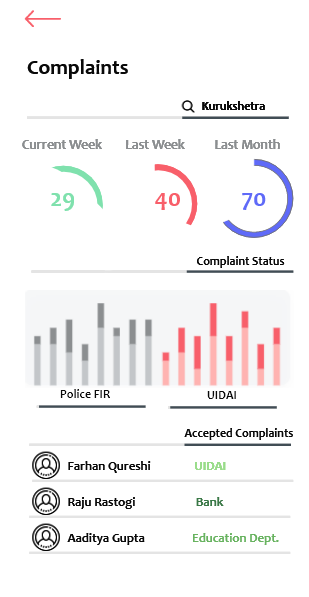 Complaints
Kurukshetra
Current Week Last Week Last Month
29 40 70
Complaint Status
Police FIR UIDAI
Accepted Complaints
Farhan Qureshi UIDAI
Raju Rastogi Bank
Aaditya Gupta Education Dept.